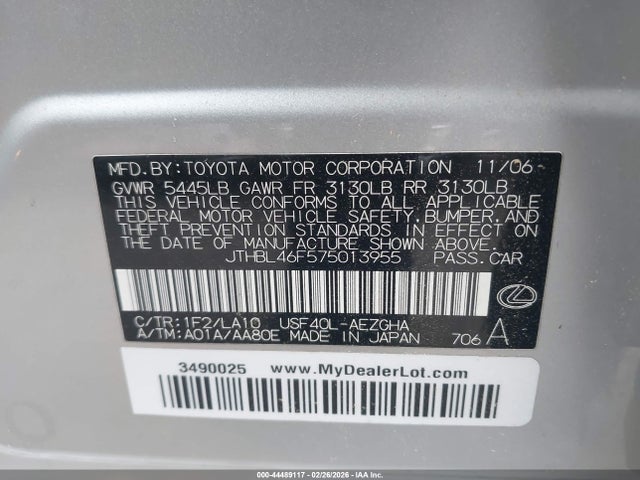 MFD.BY:TOYOTA MOTOR CORPORATION 11/06
GVWR 5445LB GAWR FR 3130LB RR 3130LB
THIS VEHICLE CONFORMS TO ALL APPLICABLE
FEDERAL MOTOR VEHICLE SAFETY,BUMPER,AND
THEFT PREVENTION STANDARDS IN EFFECT ON
THE DATE OF MANUFACTURE SHOWN ABOVE.
JTHBL46F575013955 PASS.CAR
C/TR:1F2/LA10 USF40L-AEZGHA
A/TM:A01A/AA80E MADE IN JAPAN 706 A
3490025 www.MyDealerLot.com
000-44489117 02/26/2026 IAA Inc.